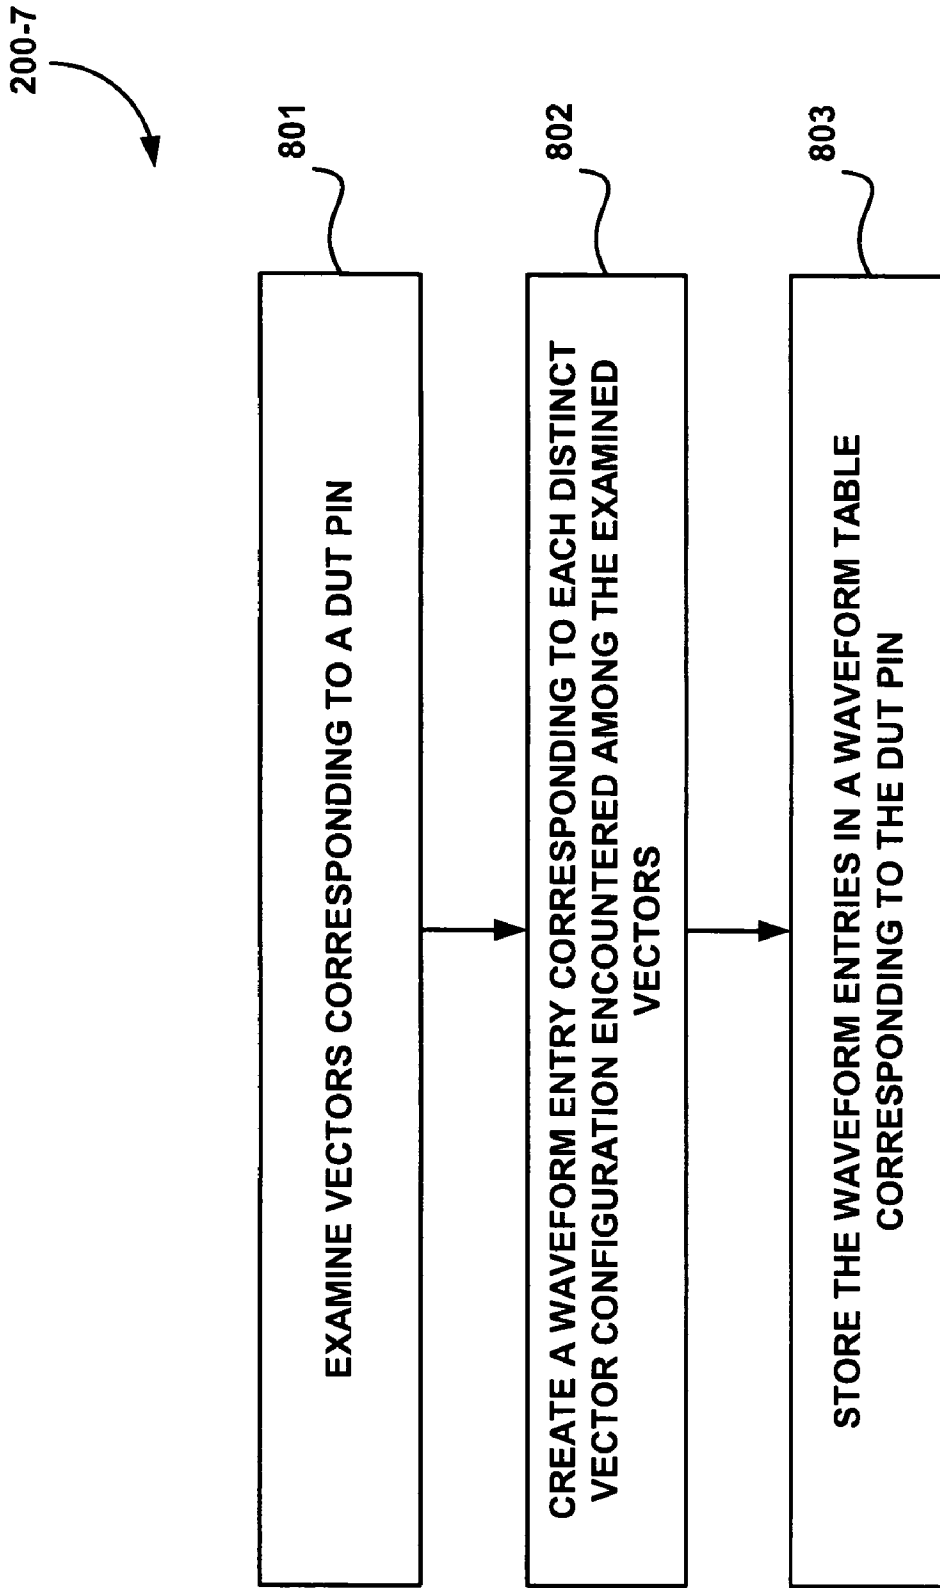 200-7
801
EXAMINE VECTORS CORRESPONDING TO A DUT PIN
802
CREATE A WAVEFORM ENTRY CORRESPONDING TO EACH DISTINCT
VECTOR CONFIGURATION ENCOUNTERED AMONG THE EXAMINED
VECTORS
803
STORE THE WAVEFORM ENTRIES IN A WAVEFORM TABLE
CORRESPONDING TO THE DUT PIN